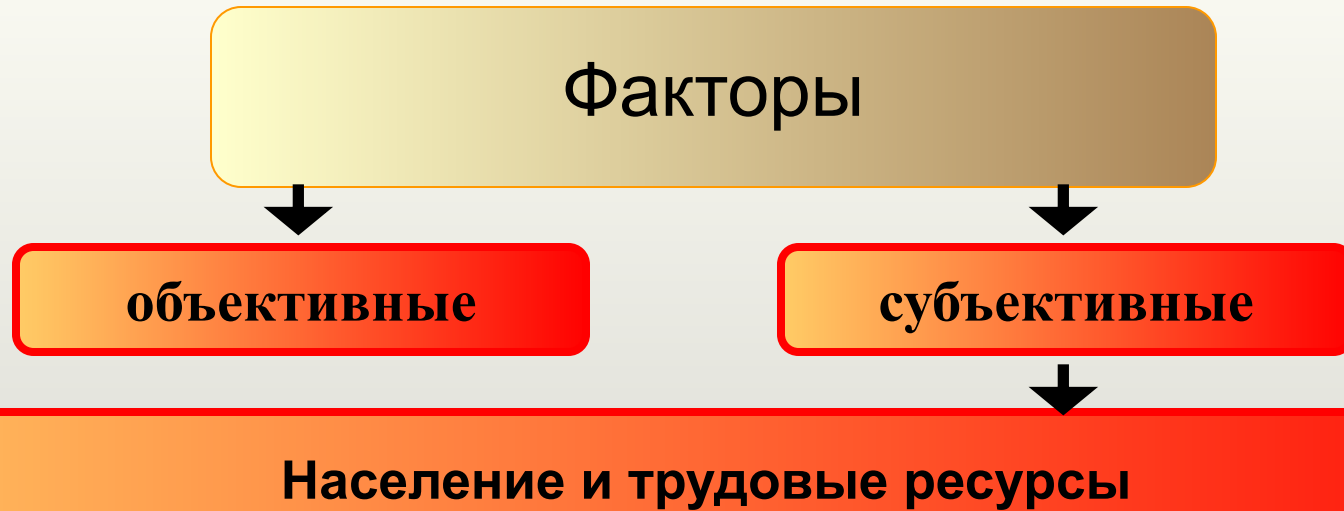 Факторы
объективные
субъективные
Население и трудовые ресурсы